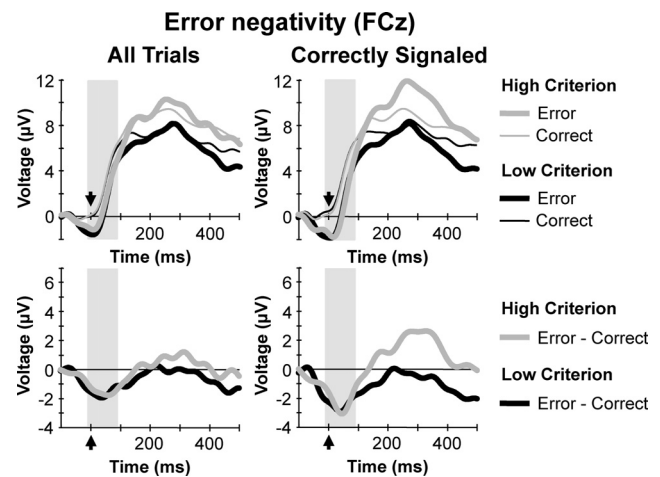 Error negativity (FCz)
All Trials
Correctly Signaled
12
8
4
0
Voltage (µV)
200
400
Time (ms)
12
8
4
0
Voltage (µV)
200
400
Time (ms)
High Criterion
Error
Correct
Low Criterion
Error
Correct
6
4
2
0
-2
-4
Voltage (µV)
200
400
Time (ms)
6
4
2
0
-2
-4
Voltage (µV)
200
400
Time (ms)
High Criterion
Error - Correct
Low Criterion
Error - Correct